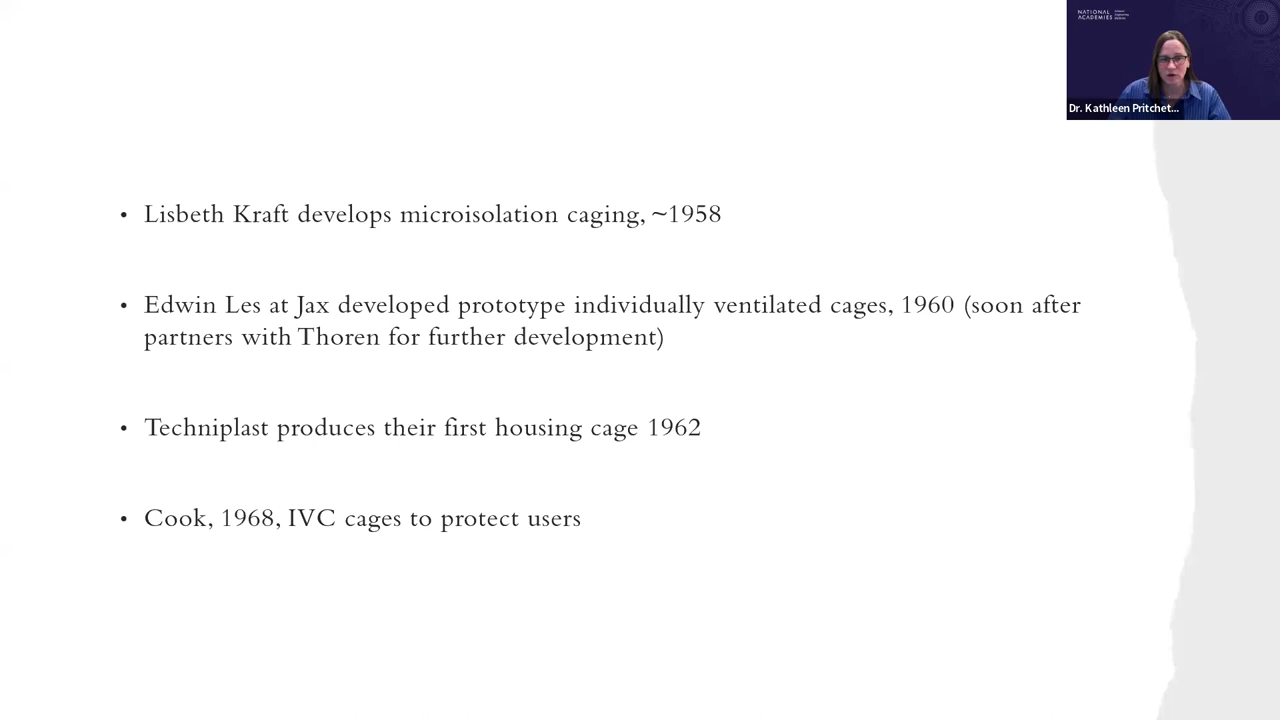 NATIONAL
ACADEMIES
Dr. Kathleen Pritchet...
• Lisbeth Kraft develops microisolation caging, ~1958
• Edwin Les at Jax developed prototype individually ventilated cages, 1960 (soon after
partners with Thoren for further development)
• Techniplast produces their first housing cage 1962
• Cook, 1968, IVC cages to protect users